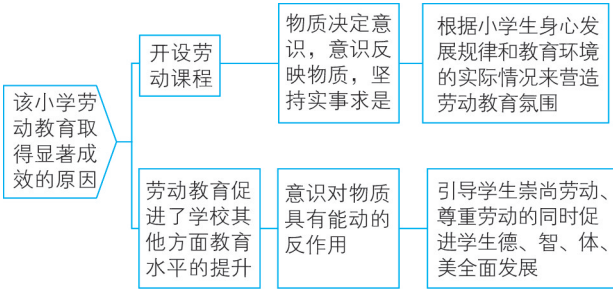 该小学劳
动教育取
得显著成
效的原因
开设劳
动课程
物质决定意
识，意识反
映物质，坚
持实事求是
根据小学生身心发
展规律和教育环境
的实际情况来营造
劳动教育氛围
劳动教育促
进了学校其
他方面教育
水平的提升
意识对物质
具有能动的
反作用
引导学生崇尚劳动、
尊重劳动的同时促
进学生德、智、体、
美全面发展